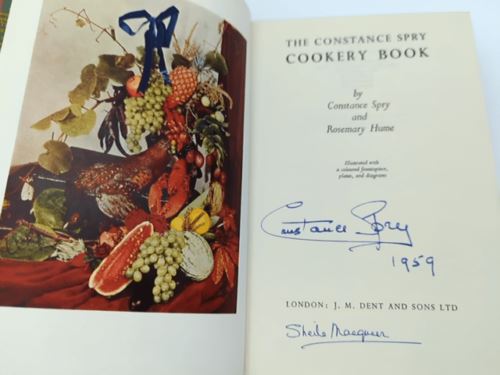 THE CONSTANCE SPRY
COOKERY BOOK
by
Constance Spry
and
Rosemary Hume
Illustrated with
a coloured frontispiece,
plates, and diagrams
Constance Spry
1959
LONDON: J. M. DENT AND SONS LTD
Sheila